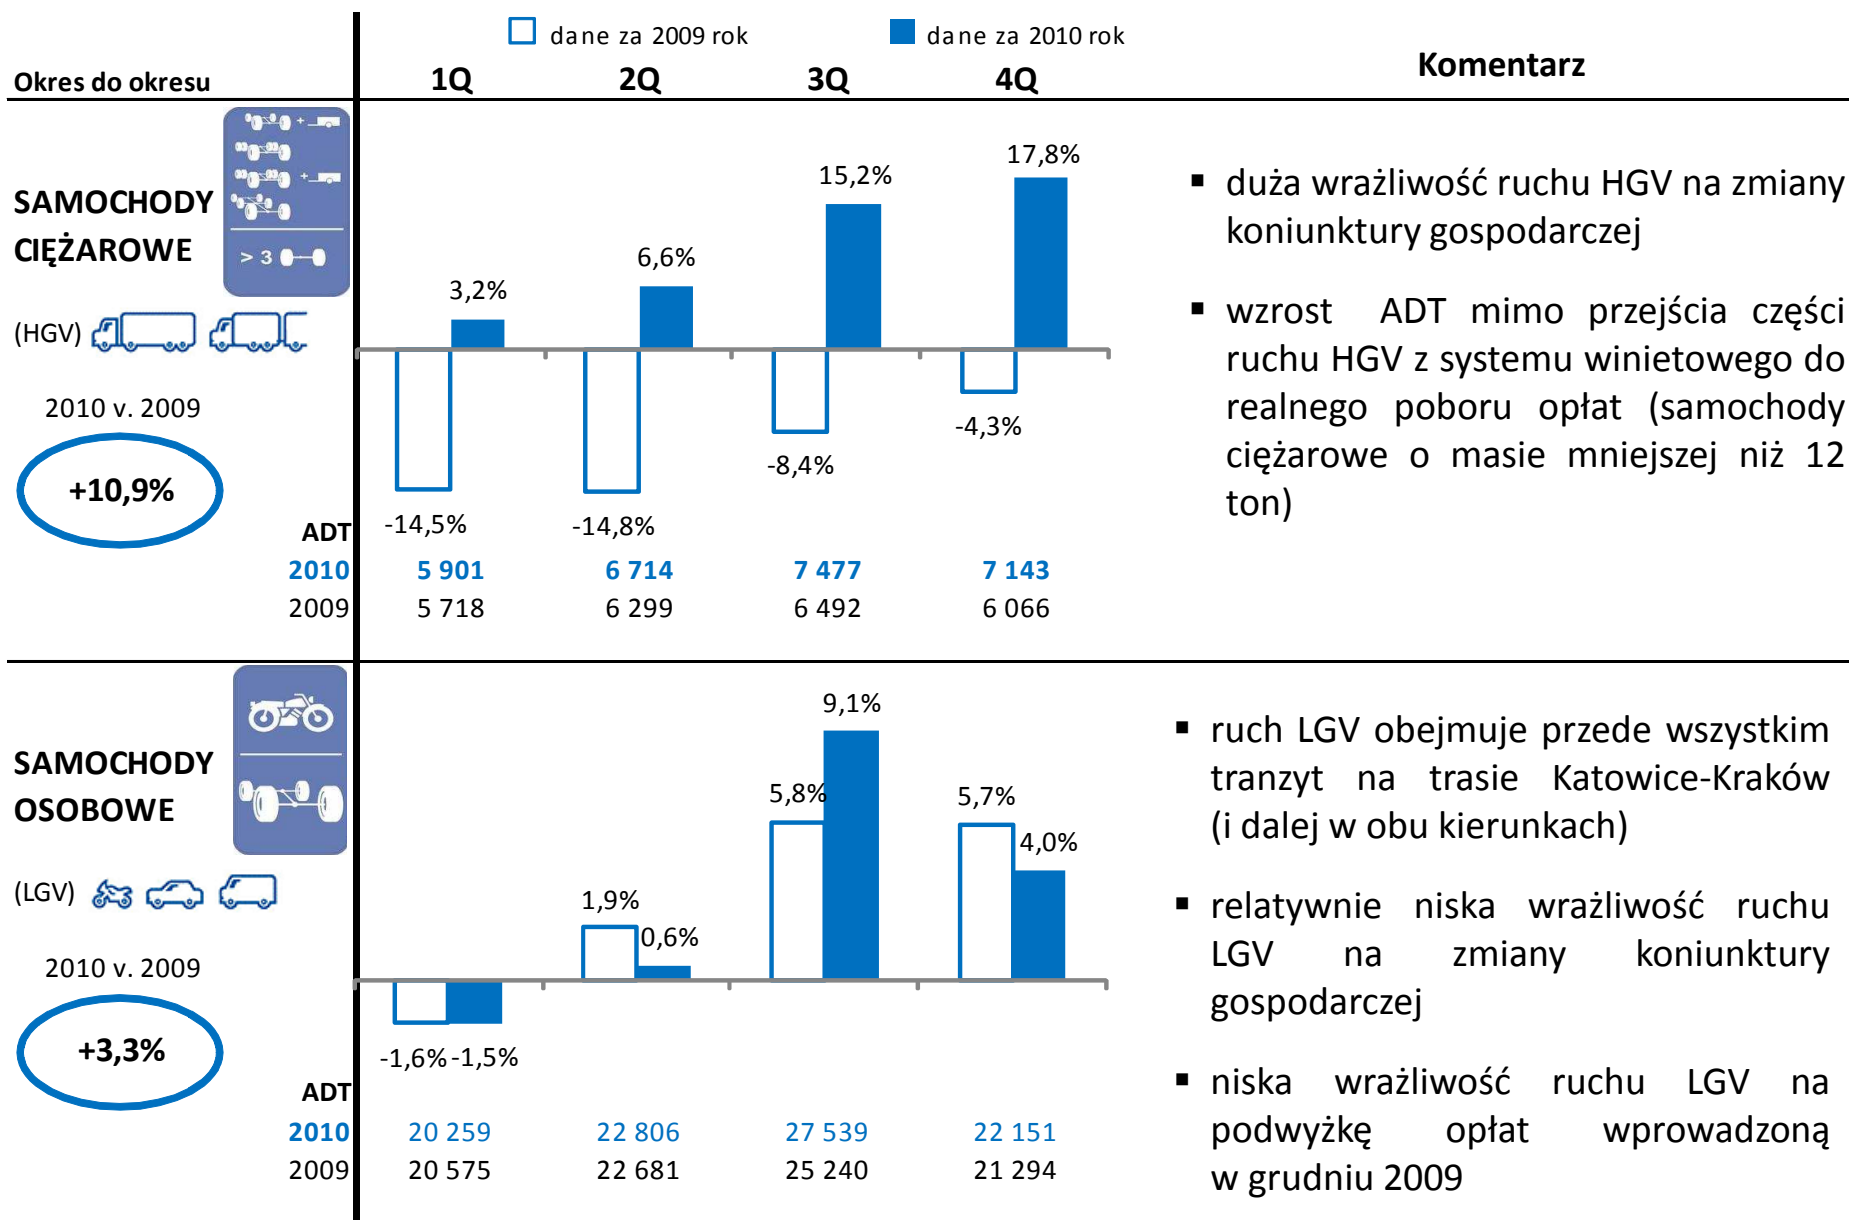 dane za 2009 rok
dane za 2010 rok
Okres do okresu
1Q 2Q 3Q 4Q
Komentarz
+
+
> 3
SAMOCHODY
CIĘŻAROWE
(HGV)
2010 v. 2009
+10,9%
3,2%
6,6%
15,2%
17,8%
-14,5%
-14,8%
-8,4%
-4,3%
ADT
2010 5 901 6 714 7 477 7 143
2009 5 718 6 299 6 492 6 066
▪ duża wrażliwość ruchu HGV na zmiany
koniunktury gospodarczej
▪ wzrost ADT mimo przejścia części
ruchu HGV z systemu winietowego do
realnego poboru opłat (samochody
ciężarowe o masie mniejszej niż 12
ton)
SAMOCHODY
OSOBOWE
(LGV)
2010 v. 2009
+3,3%
-1,6% -1,5%
1,9%
0,6%
5,8%
9,1%
5,7%
4,0%
ADT
2010 20 259 22 806 27 539 22 151
2009 20 575 22 681 25 240 21 294
▪ ruch LGV obejmuje przede wszystkim
tranzyt na trasie Katowice-Kraków
(i dalej w obu kierunkach)
▪ relatywnie niska wrażliwość ruchu
LGV na zmiany koniunktury
gospodarczej
▪ niska wrażliwość ruchu LGV na
podwyżkę opłat wprowadzoną
w grudniu 2009